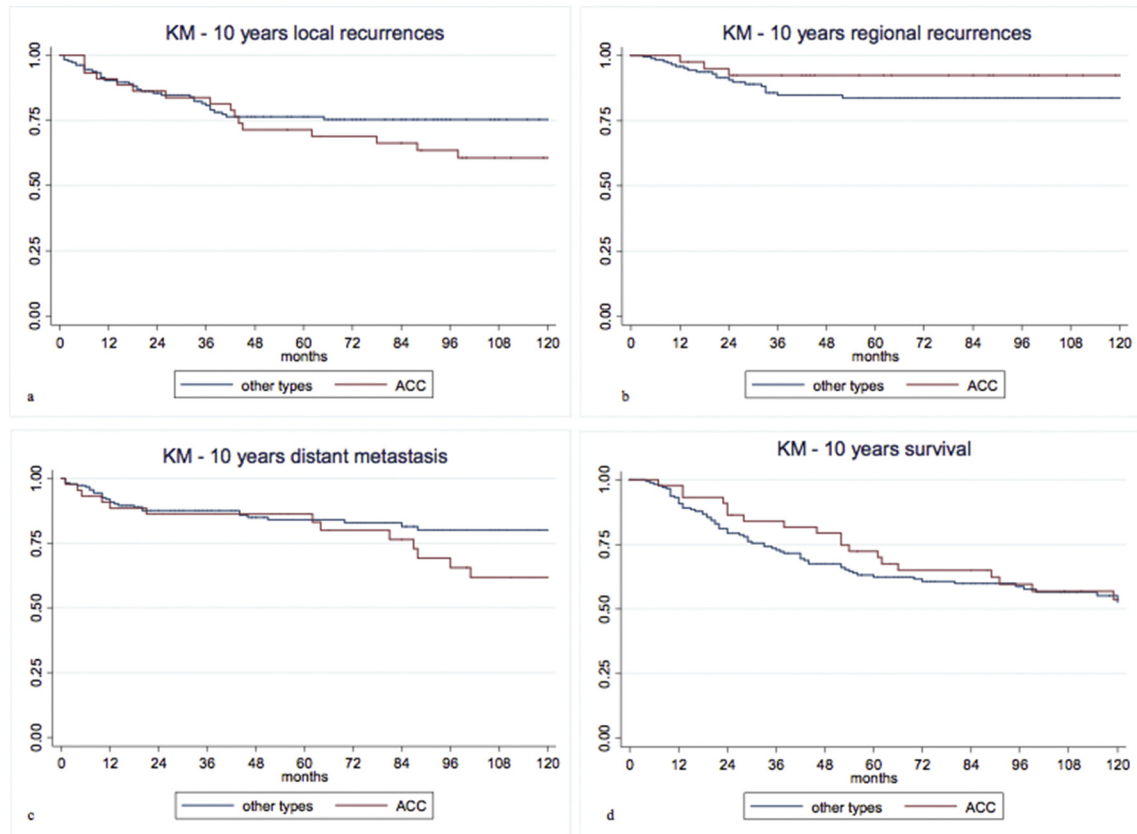 KM - 10 years local recurrences
1.00
0.75
0.50
0.25
0.00
0 12 24 36 48 60 72 84 96 108 120
months
other types ACC
a
KM - 10 years regional recurrences
1.00
0.75
0.50
0.25
0.00
0 12 24 36 48 60 72 84 96 108 120
months
other types ACC
b
KM - 10 years distant metastasis
1.00
0.75
0.50
0.25
0.00
0 12 24 36 48 60 72 84 96 108 120
months
other types ACC
c
KM - 10 years survival
1.00
0.75
0.50
0.25
0.00
0 12 24 36 48 60 72 84 96 108 120
months
other types ACC
d